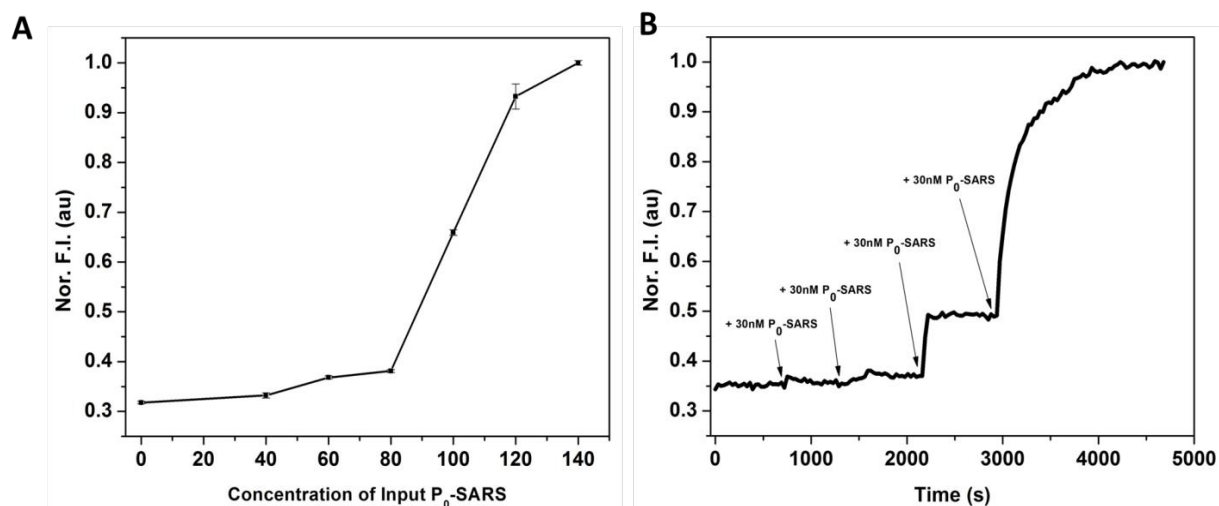 A
1.0
0.9
0.8
0.7
0.6
0.5
0.4
0.3
Nor. F.I. (au)
0 20 40 60 80 100 120 140
Concentration of Input P0-SARS
B
1.0
0.9
0.8
0.7
0.6
0.5
0.4
0.3
Nor. F.I. (au)
+ 30nM P0-SARS
+ 30nM P0-SARS
+ 30nM P0-SARS
+ 30nM P0-SARS
0 1000 2000 3000 4000 5000
Time (s)